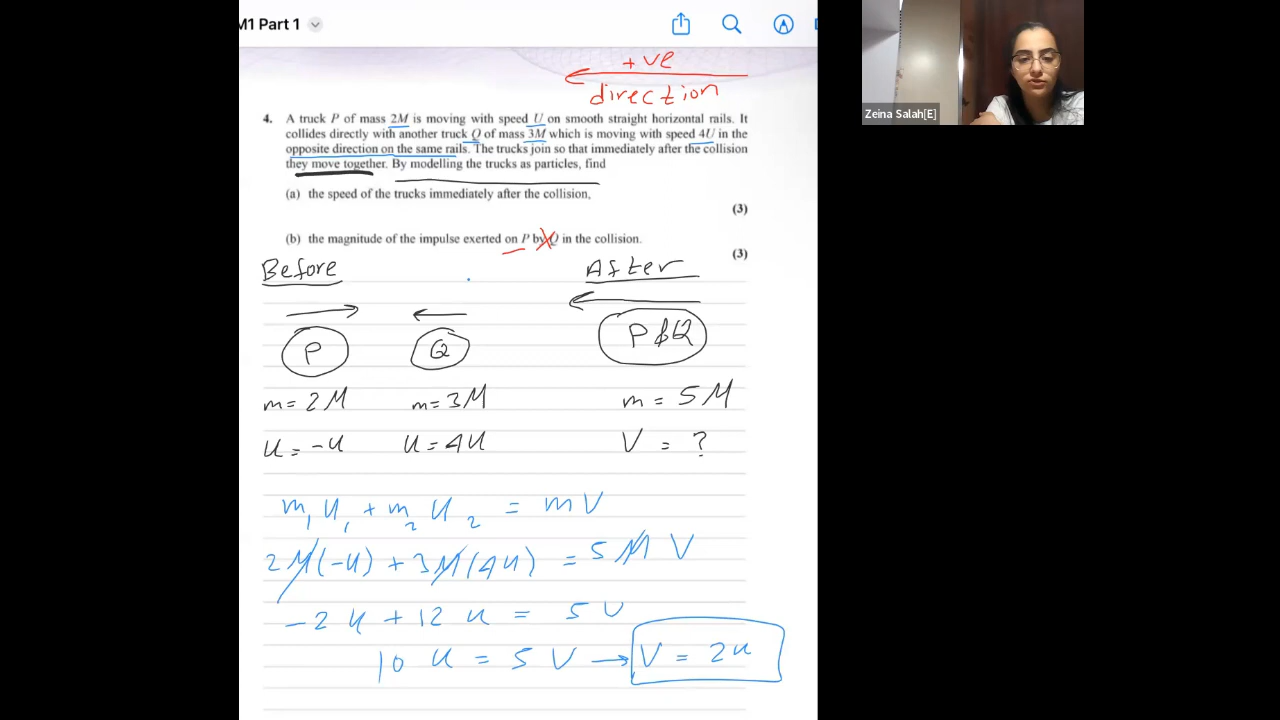 M1 Part 1
Zeina Salah[E]
+ve
direction
4. A truck P of mass 2M is moving with speed U on smooth straight horizontal rails. It
collides directly with another truck Q of mass 3M which is moving with speed 4U in the
opposite direction on the same rails. The trucks join so that immediately after the collision
they move together. By modelling the trucks as particles, find
(a) the speed of the trucks immediately after the collision,
(3)
(b) the magnitude of the impulse exerted on P by Q in the collision.
(3)
Before After
P Q P & Q
m = 2M m = 3M m = 5M
u = -u u = 4u V = ?
m₁ u₁ + m₂ u₂ = m V
2M(-u) + 3M(4u) = 5M V
-2u + 12u = 5V
10u = 5V → V = 2u